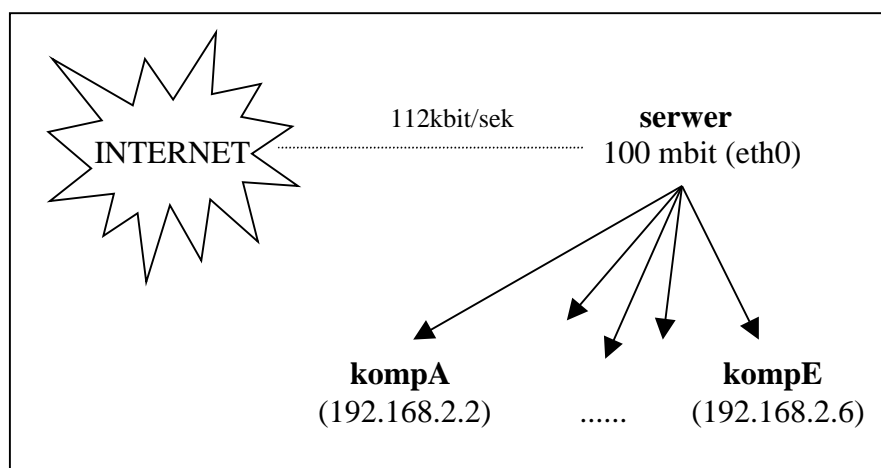 112kbit/sek
serwer
INTERNET
100 mbit (eth0)
kompA
kompE
(192.168.2.2)
......
(192.168.2.6)